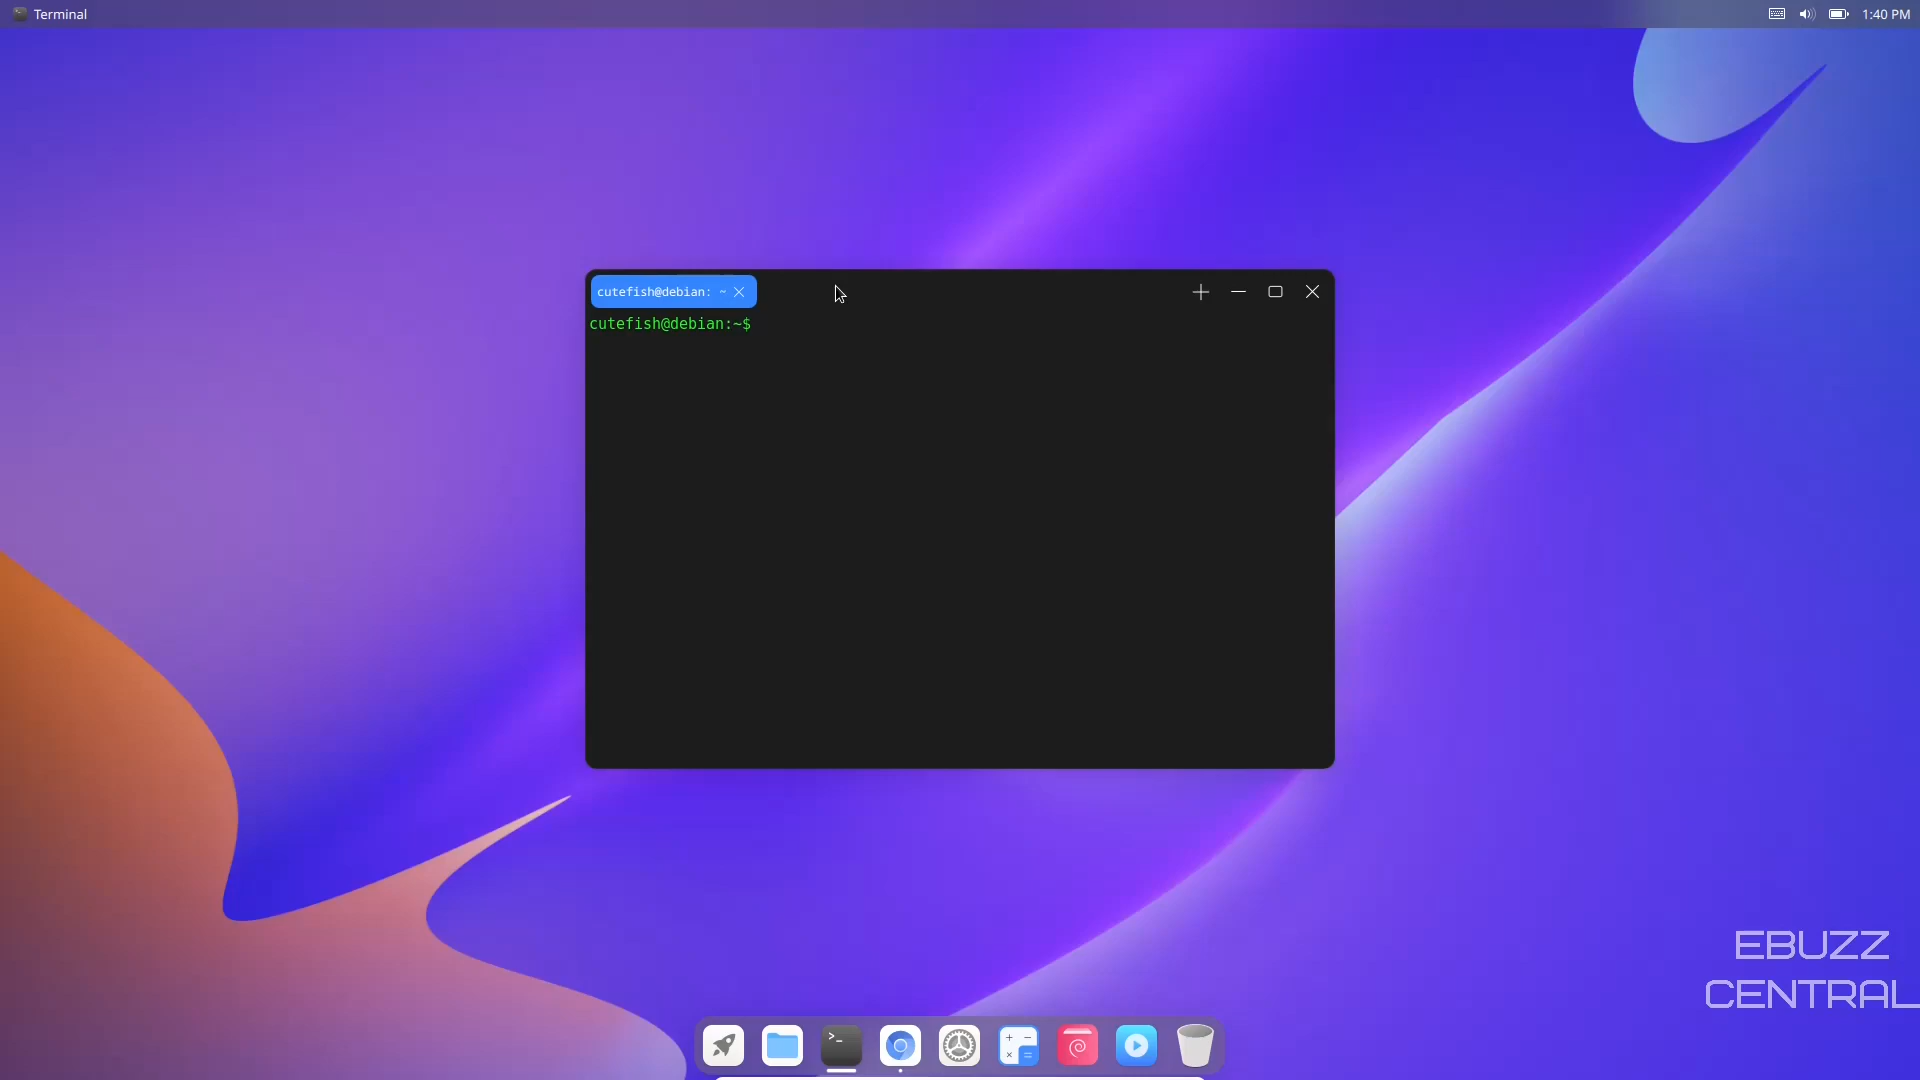 Terminal
1:40 PM
cutefish@debian: ~
cutefish@debian:~$
EBUZZ
CENTRAL